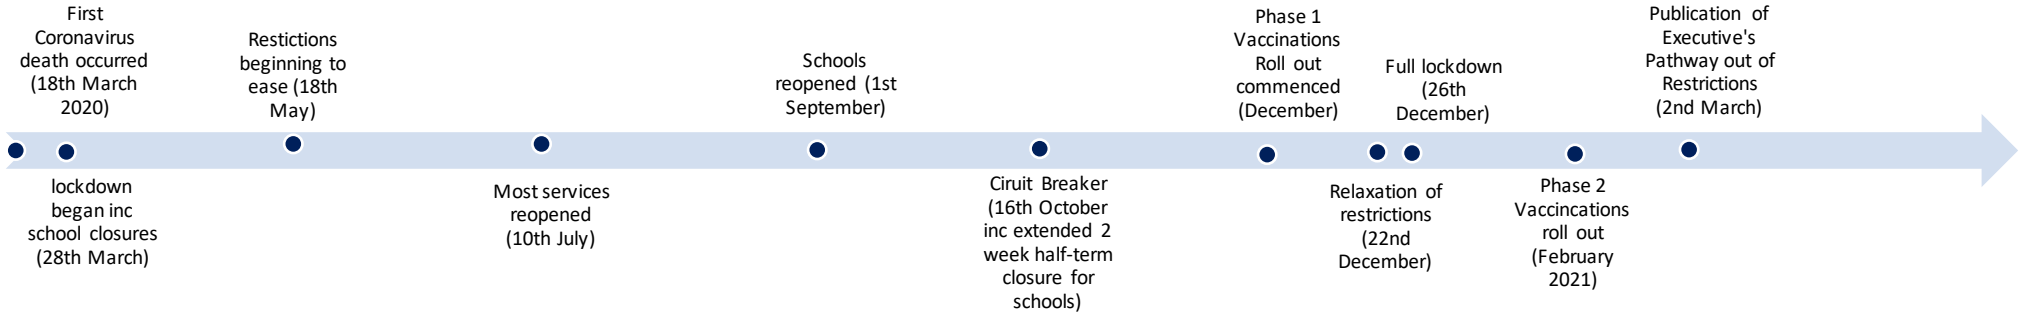 First
Coronavirus
death occurred
(18th March
2020)
lockdown
began inc
school closures
(28th March)
Restictions
beginning to
ease (18th
May)
Most services
reopened
(10th July)
Schools
reopened (1st
September)
Ciruit Breaker
(16th October
inc extended 2
week half-term
closure for
schools)
Phase 1
Vaccinations
Roll out
commenced
(December)
Relaxation of
restrictions
(22nd
December)
Full lockdown
(26th
December)
Phase 2
Vaccincations
roll out
(February
2021)
Publication of
Executive's
Pathway out of
Restrictions
(2nd March)